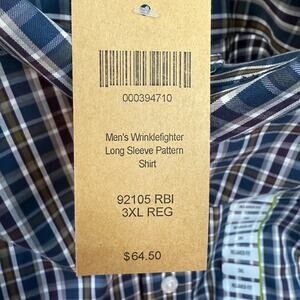 000394710
Men's Wrinklefighter
Long Sleeve Pattern
Shirt
92105 RBI
3XL REG
$64.50